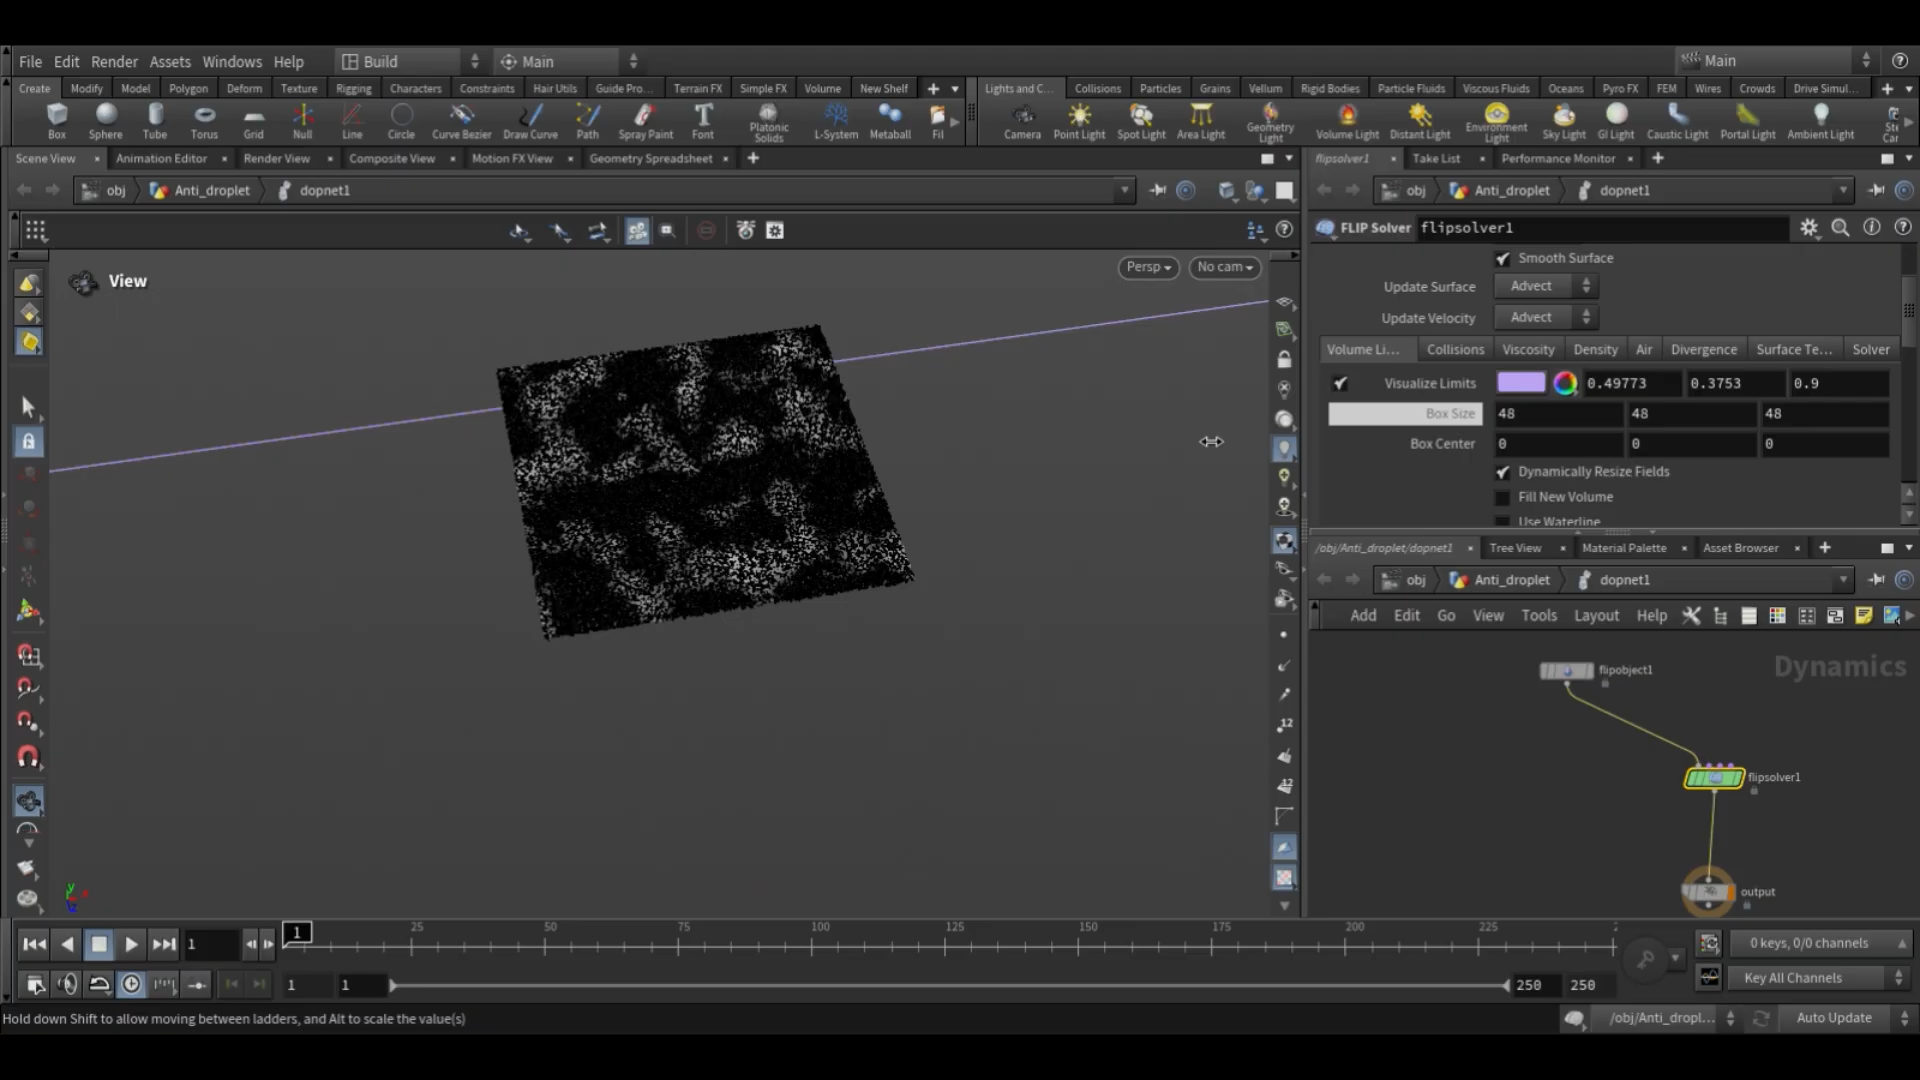 File Edit Render Assets Windows Help Build Main Main
Create Modify Model Polygon Deform Texture Rigging Characters Constraints Hair Utils Guide Pro... Terrain FX Simple FX Volume New Shelf
Lights and C... Collisions Particles Grains Vellum Rigid Bodies Particle Fluids Viscous Fluids Oceans Pyro FX FEM Wires Crowds Drive Simul...
Box Sphere Tube Torus Grid Null Line Circle Curve Bezier Draw Curve Path Spray Paint Font Platonic Solids L-System Metaball Fil
Camera Point Light Spot Light Area Light Geometry Light Volume Light Distant Light Environment Light Sky Light GI Light Caustic Light Portal Light Ambient Light
Scene View Animation Editor Render View Composite View Motion FX View Geometry Spreadsheet
flipsolver1 Take List Performance Monitor
obj Anti_droplet dopnet1
obj Anti_droplet dopnet1
FLIP Solver flipsolver1
View
Persp No cam
Smooth Surface
Update Surface Advect
Update Velocity Advect
Volume Li... Collisions Viscosity Density Air Divergence Surface Te... Solver
Visualize Limits 0.49773 0.3753 0.9
Box Size 48 48 48
Box Center 0 0 0
Dynamically Resize Fields
Fill New Volume
Use Waterline
/obj/Anti_droplet/dopnet1 Tree View Material Palette Asset Browser
obj Anti_droplet dopnet1
Add Edit Go View Tools Layout Help
Dynamics
flipobject1
flipsolver1
output
12
12
y
1 1 25 50 75 100 125 150 175 200 225
0 keys, 0/0 channels
1 1 250 250
Key All Channels
Hold down Shift to allow moving between ladders, and Alt to scale the value(s)
/obj/Anti_dropl... Auto Update